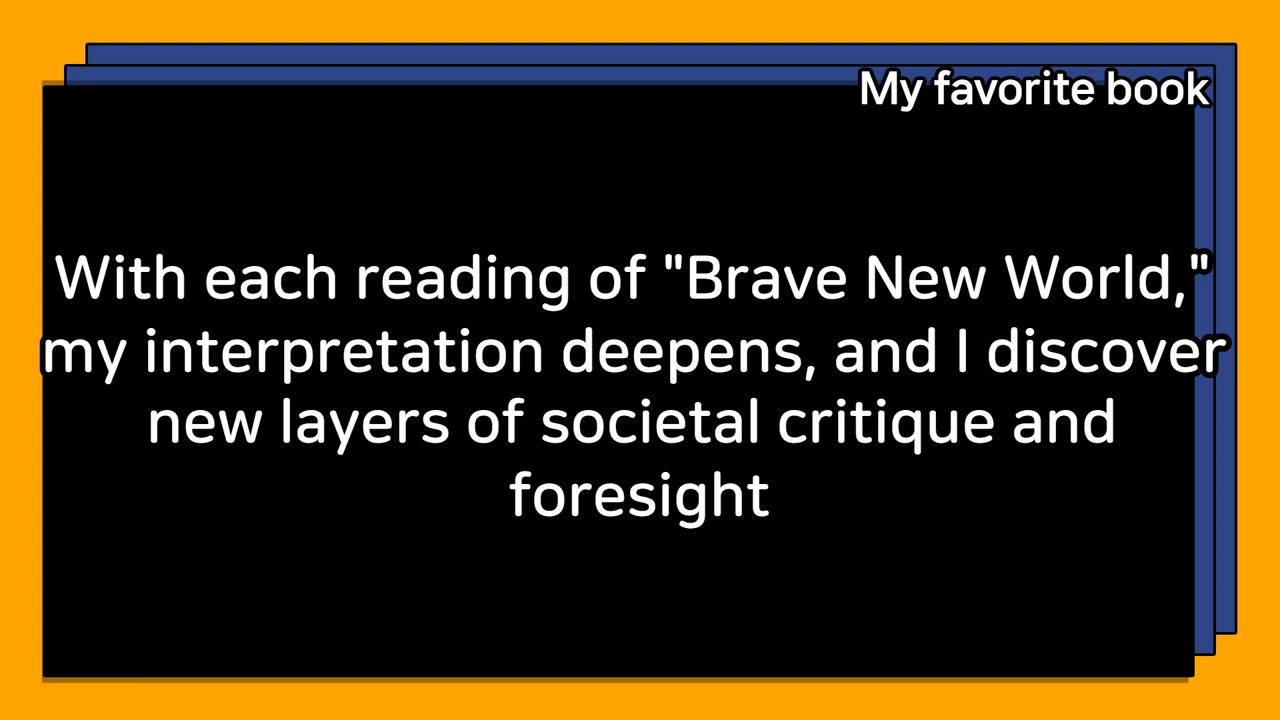 My favorite book
With each reading of "Brave New World,"
my interpretation deepens, and I discover
new layers of societal critique and
foresight